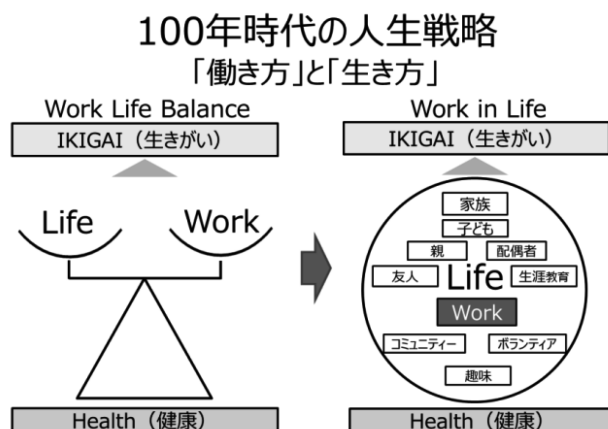 100年時代の人生戦略
「働き方」と「生き方」
Work Life Balance
IKIGAI（生きがい）
Life
Work
Health（健康）
Work in Life
IKIGAI（生きがい）
家族
子ども
親
配偶者
友人
Life
生涯教育
Work
コミュニティー
ボランティア
趣味
Health（健康）